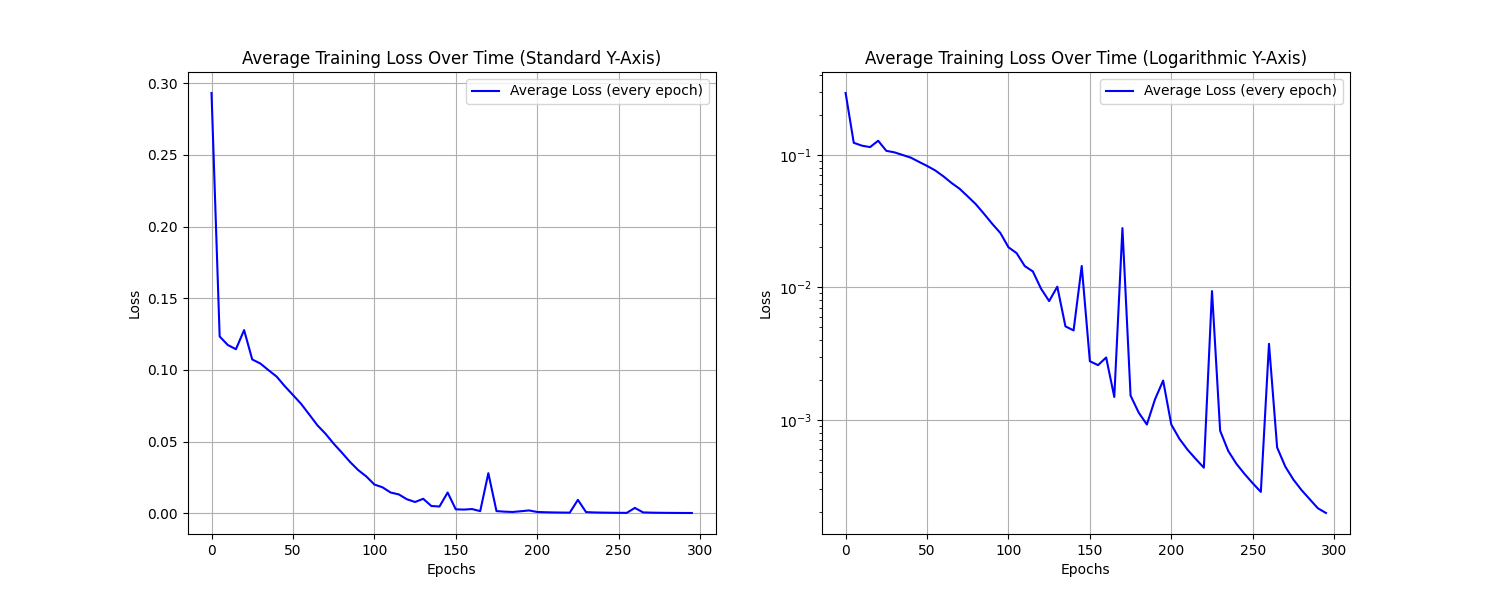 Average Training Loss Over Time (Standard Y-Axis)
Average Loss (every epoch)
0.30
0.25
0.20
0.15
0.10
0.05
0.00
Loss
0 50 100 150 200 250 300
Epochs
Average Training Loss Over Time (Logarithmic Y-Axis)
Average Loss (every epoch)
10⁻¹
10⁻²
10⁻³
Loss
0 50 100 150 200 250 300
Epochs